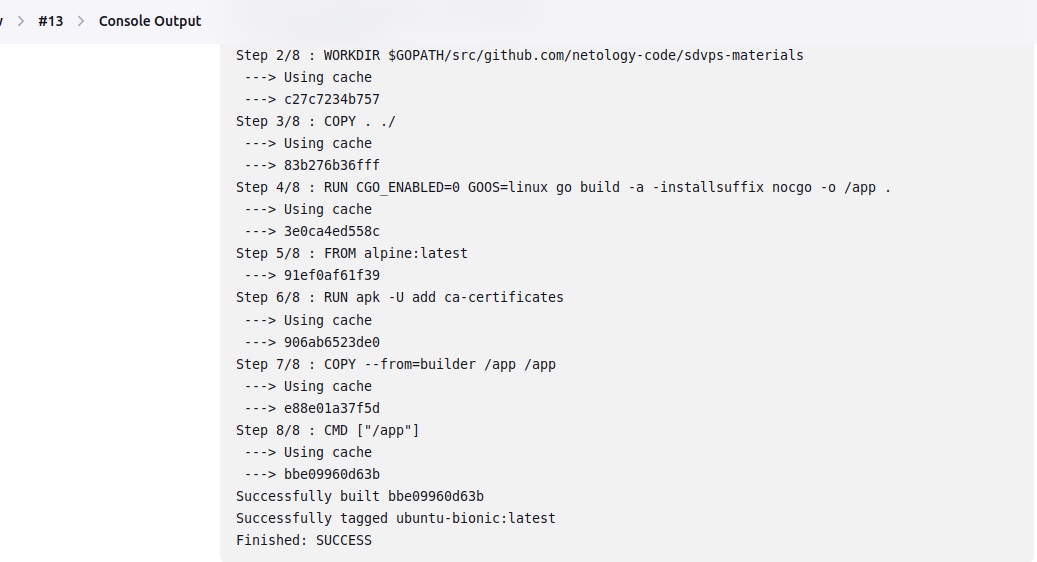 #13 Console Output
Step 2/8 : WORKDIR $GOPATH/src/github.com/netology-code/sdvps-materials
---> Using cache
---> c27c7234b757
Step 3/8 : COPY . ./
---> Using cache
---> 83b276b36fff
Step 4/8 : RUN CGO_ENABLED=0 GOOS=linux go build -a -installsuffix nocgo -o /app .
---> Using cache
---> 3e0ca4ed558c
Step 5/8 : FROM alpine:latest
---> 91ef0af61f39
Step 6/8 : RUN apk -U add ca-certificates
---> Using cache
---> 906ab6523de0
Step 7/8 : COPY --from=builder /app /app
---> Using cache
---> e88e01a37f5d
Step 8/8 : CMD ["/app"]
---> Using cache
---> bbe09960d63b
Successfully built bbe09960d63b
Successfully tagged ubuntu-bionic:latest
Finished: SUCCESS